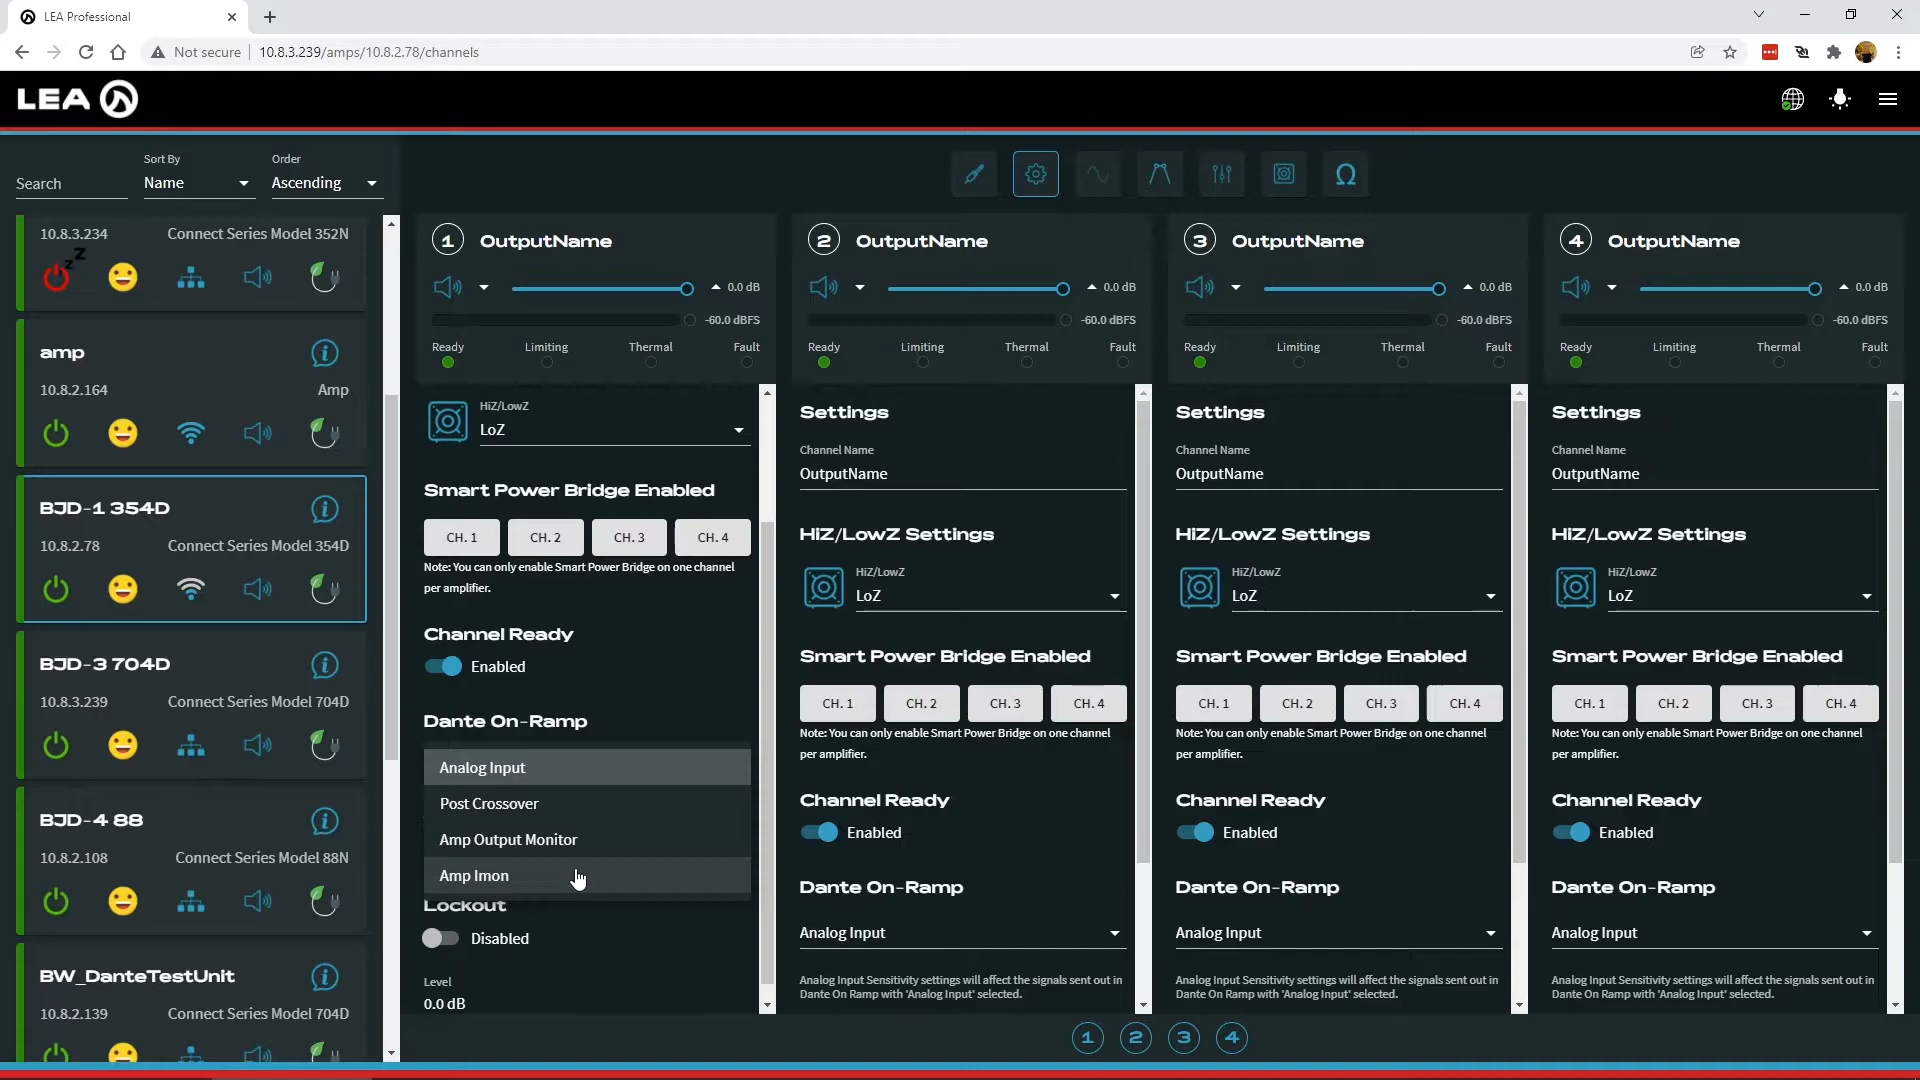 LEA Professional
Not secure
10.8.3.239/amps/10.8.2.78/channels
LEA
Search
Sort By
Name
Order
Ascending
10.8.3.234 Connect Series Model 352N
z Z
amp
10.8.2.164 Amp
BJD-1 354D
10.8.2.78 Connect Series Model 354D
BJD-3 704D
10.8.3.239 Connect Series Model 704D
BJD-4 88
10.8.2.108 Connect Series Model 88N
BW_DanteTestUnit
10.8.2.139 Connect Series Model 704D
1 OutputName
0.0 dB
-60.0 dBFS
Ready Limiting Thermal Fault
HiZ/LowZ
LoZ
Smart Power Bridge Enabled
CH. 1 CH. 2 CH. 3 CH. 4
Note: You can only enable Smart Power Bridge on one channel
per amplifier.
Channel Ready
Enabled
Dante On-Ramp
Analog Input
Post Crossover
Amp Output Monitor
Amp Imon
Lockout
Disabled
Level
0.0 dB
2 OutputName
0.0 dB
-60.0 dBFS
Ready Limiting Thermal Fault
Settings
Channel Name
OutputName
HiZ/LowZ Settings
HiZ/LowZ
LoZ
Smart Power Bridge Enabled
CH. 1 CH. 2 CH. 3 CH. 4
Note: You can only enable Smart Power Bridge on one channel
per amplifier.
Channel Ready
Enabled
Dante On-Ramp
Analog Input
Analog Input Sensitivity settings will affect the signals sent out in
Dante On Ramp with 'Analog Input' selected.
3 OutputName
0.0 dB
-60.0 dBFS
Ready Limiting Thermal Fault
Settings
Channel Name
OutputName
HiZ/LowZ Settings
HiZ/LowZ
LoZ
Smart Power Bridge Enabled
CH. 1 CH. 2 CH. 3 CH. 4
Note: You can only enable Smart Power Bridge on one channel
per amplifier.
Channel Ready
Enabled
Dante On-Ramp
Analog Input
Analog Input Sensitivity settings will affect the signals sent out in
Dante On Ramp with 'Analog Input' selected.
4 OutputName
0.0 dB
-60.0 dBFS
Ready Limiting Thermal Fault
Settings
Channel Name
OutputName
HiZ/LowZ Settings
HiZ/LowZ
LoZ
Smart Power Bridge Enabled
CH. 1 CH. 2 CH. 3 CH. 4
Note: You can only enable Smart Power Bridge on one channel
per amplifier.
Channel Ready
Enabled
Dante On-Ramp
Analog Input
Analog Input Sensitivity settings will affect the signals sent out in
Dante On Ramp with 'Analog Input' selected.
1 2 3 4